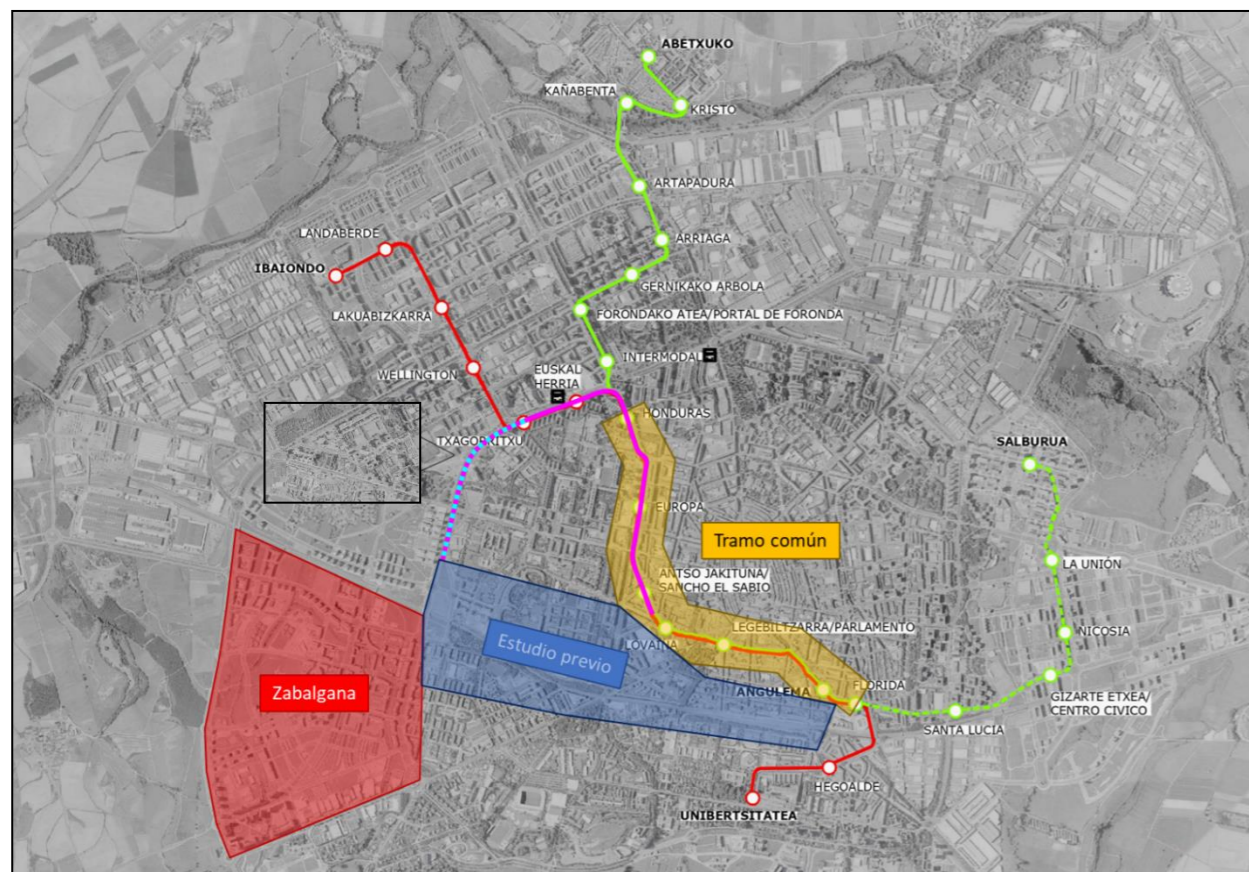 ABETXUKO
KAÑABENTA
KRISTO
ARTAPADURA
ARRIAGA
LANDABERDE
IBAIONDO
GERNIKAKO ARBOLA
LAKUABIZKARRA
FORONDAKO ATEA/PORTAL DE FORONDA
INTERMODAL
WELLINGTON
EUSKAL
HERRIA
TXAGORRITXU
HONDURAS
SALBURUA
EUROPA
Tramo común
LA UNIÓN
ANTSO JAKITUNA/
SANCHO EL SABIO
LEGEBILTZARRA/PARLAMENTO
NICOSIA
LOVAINA
Estudio previo
Zabalgana
ANGULEMA
FLORIDA
GIZARTE ETXEA/
CENTRO CIVICO
SANTA LUCIA
HEGOALDE
UNIBERTSITATEA